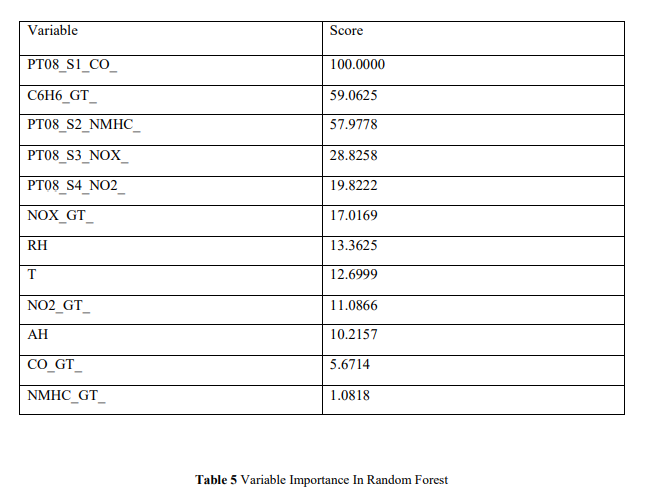 Variable Score
PT08_S1_CO_ 100.0000
C6H6_GT_ 59.0625
PT08_S2_NMHC_ 57.9778
PT08_S3_NOX_ 28.8258
PT08_S4_NO2_ 19.8222
NOX_GT_ 17.0169
RH 13.3625
T 12.6999
NO2_GT_ 11.0866
AH 10.2157
CO_GT_ 5.6714
NMHC_GT_ 1.0818
Table 5 Variable Importance In Random Forest